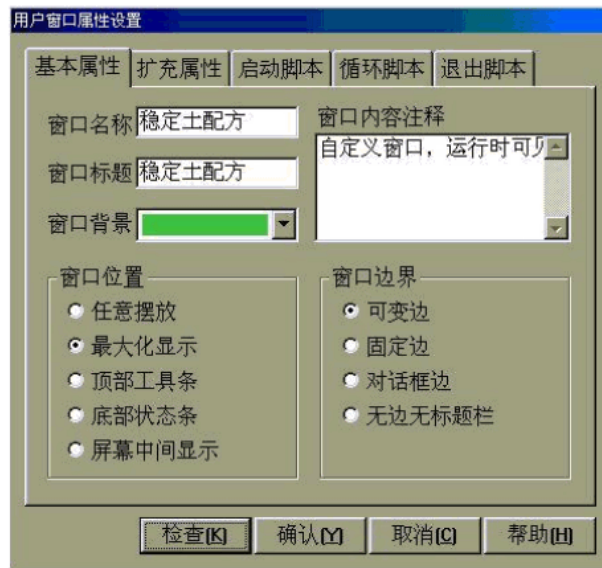 用户窗口属性设置
基本属性 扩充属性 启动脚本 循环脚本 退出脚本
窗口名称 稳定土配方
窗口内容注释
自定义窗口，运行时可见
窗口标题 稳定土配方
窗口背景
窗口位置
任意摆放
最大化显示
顶部工具条
底部状态条
屏幕中间显示
窗口边界
可变边
固定边
对话框边
无边无标题栏
检查(K) 确认(Y) 取消(C) 帮助(H)